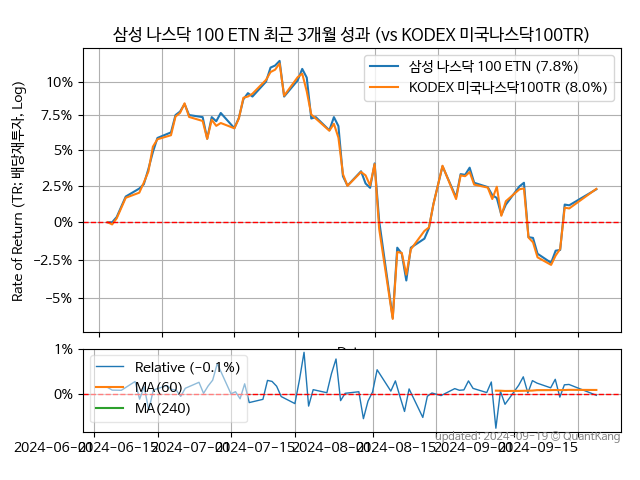 삼성 나스닥 100 ETN 최근 3개월 성과 (vs KODEX 미국나스닥100TR)
Rate of Return (TR: 배당재투자, Log)
10%
7.5%
5%
2.5%
0%
−2.5%
−5%
삼성 나스닥 100 ETN (7.8%)
KODEX 미국나스닥100TR (8.0%)
1%
0%
Relative (−0.1%)
MA(60)
MA(240)
updated: 2024-09-19 © QuantKang
2024-06-01
2024-06-15
2024-07-01
2024-07-15
2024-08-01
2024-08-15
2024-09-01
2024-09-15